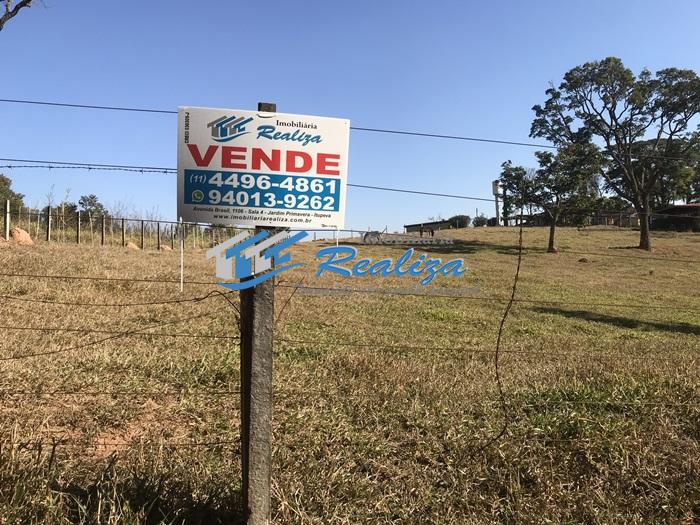 Imobiliária
Realiza
VENDE
(11) 4496-4861
94013-9262
Avenida Brasil, 1106 - Sala 4 - Jardim Primavera - Itupeva
www.imobiliariarealiza.com.br
Realiza